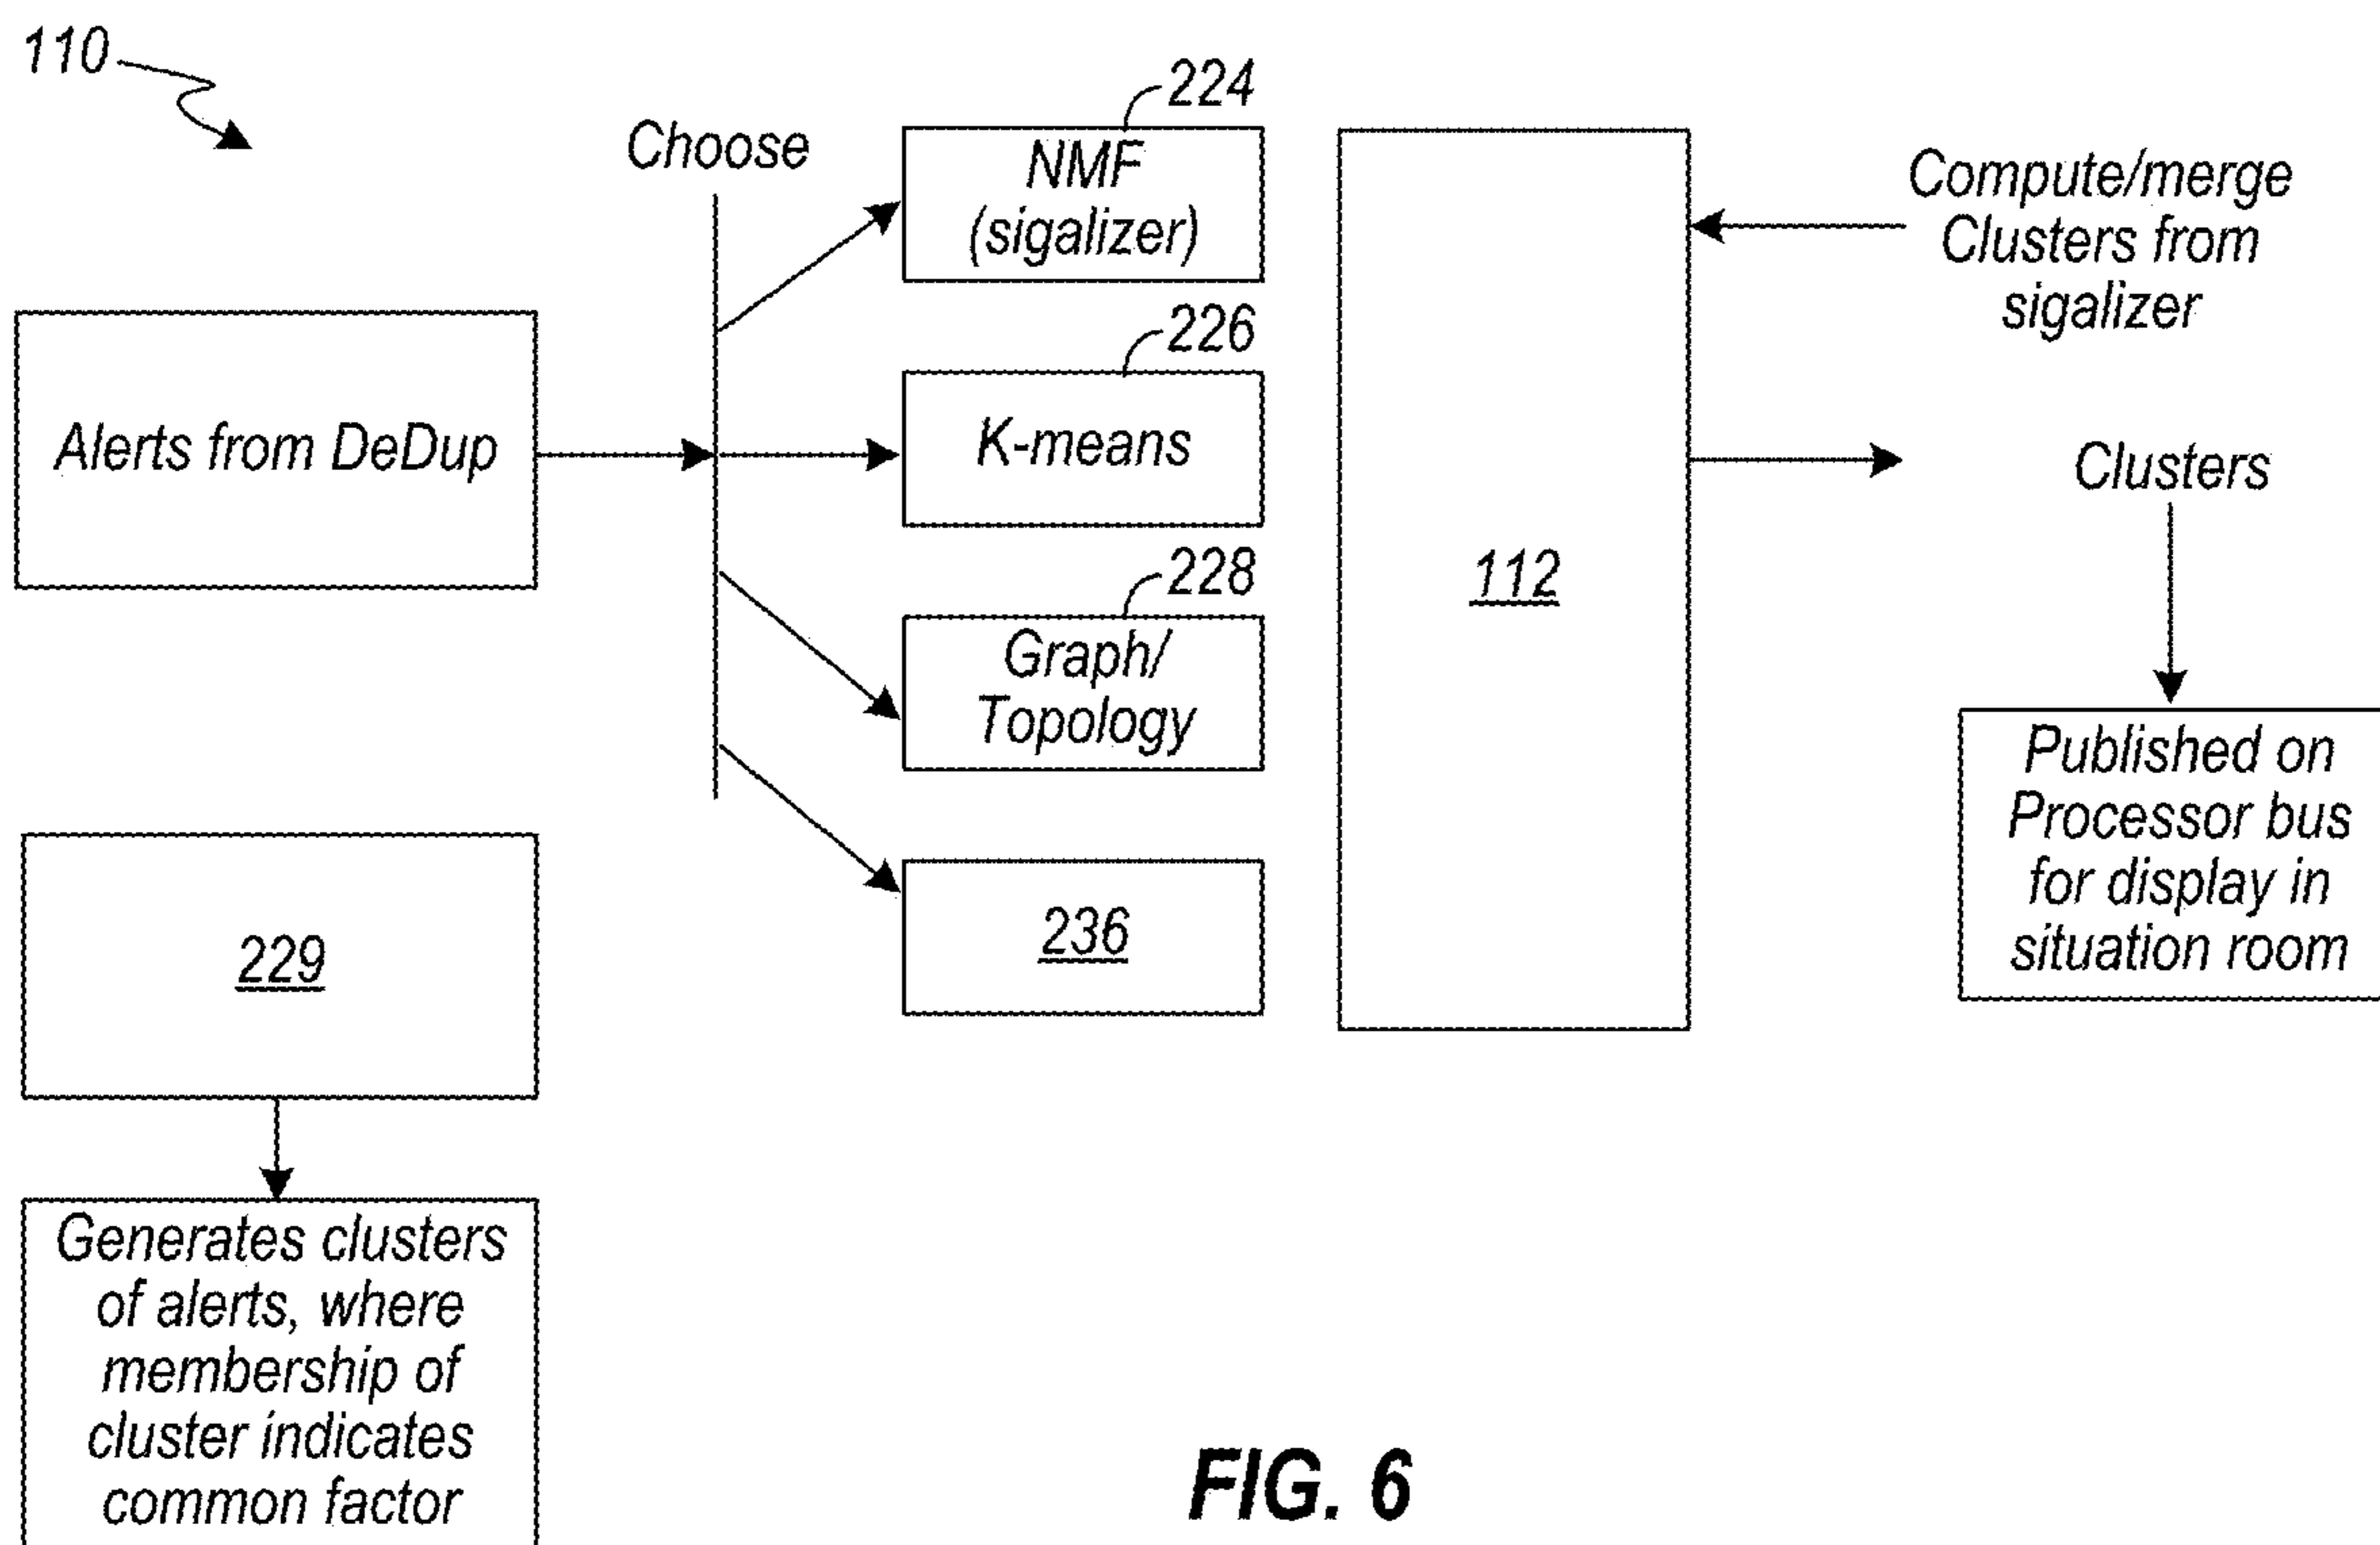 110
Choose
224
NMF
(sigalizer)
226
K-means
228
Graph/
Topology
236
Alerts from DeDup
229
Generates clusters
of alerts, where
membership of
cluster indicates
common factor
112
Compute/merge
Clusters from
sigalizer
Clusters
Published on
Processor bus
for display in
situation room
FIG. 6